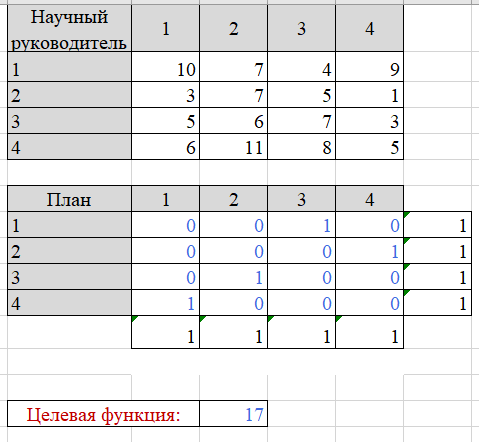 Научный
руководитель 1 2 3 4
1 10 7 4 9
2 3 7 5 1
3 5 6 7 3
4 6 11 8 5
План 1 2 3 4
1 0 0 1 0 1
2 0 0 0 1 1
3 0 1 0 0 1
4 1 0 0 0 1
1 1 1 1
Целевая функция: 17